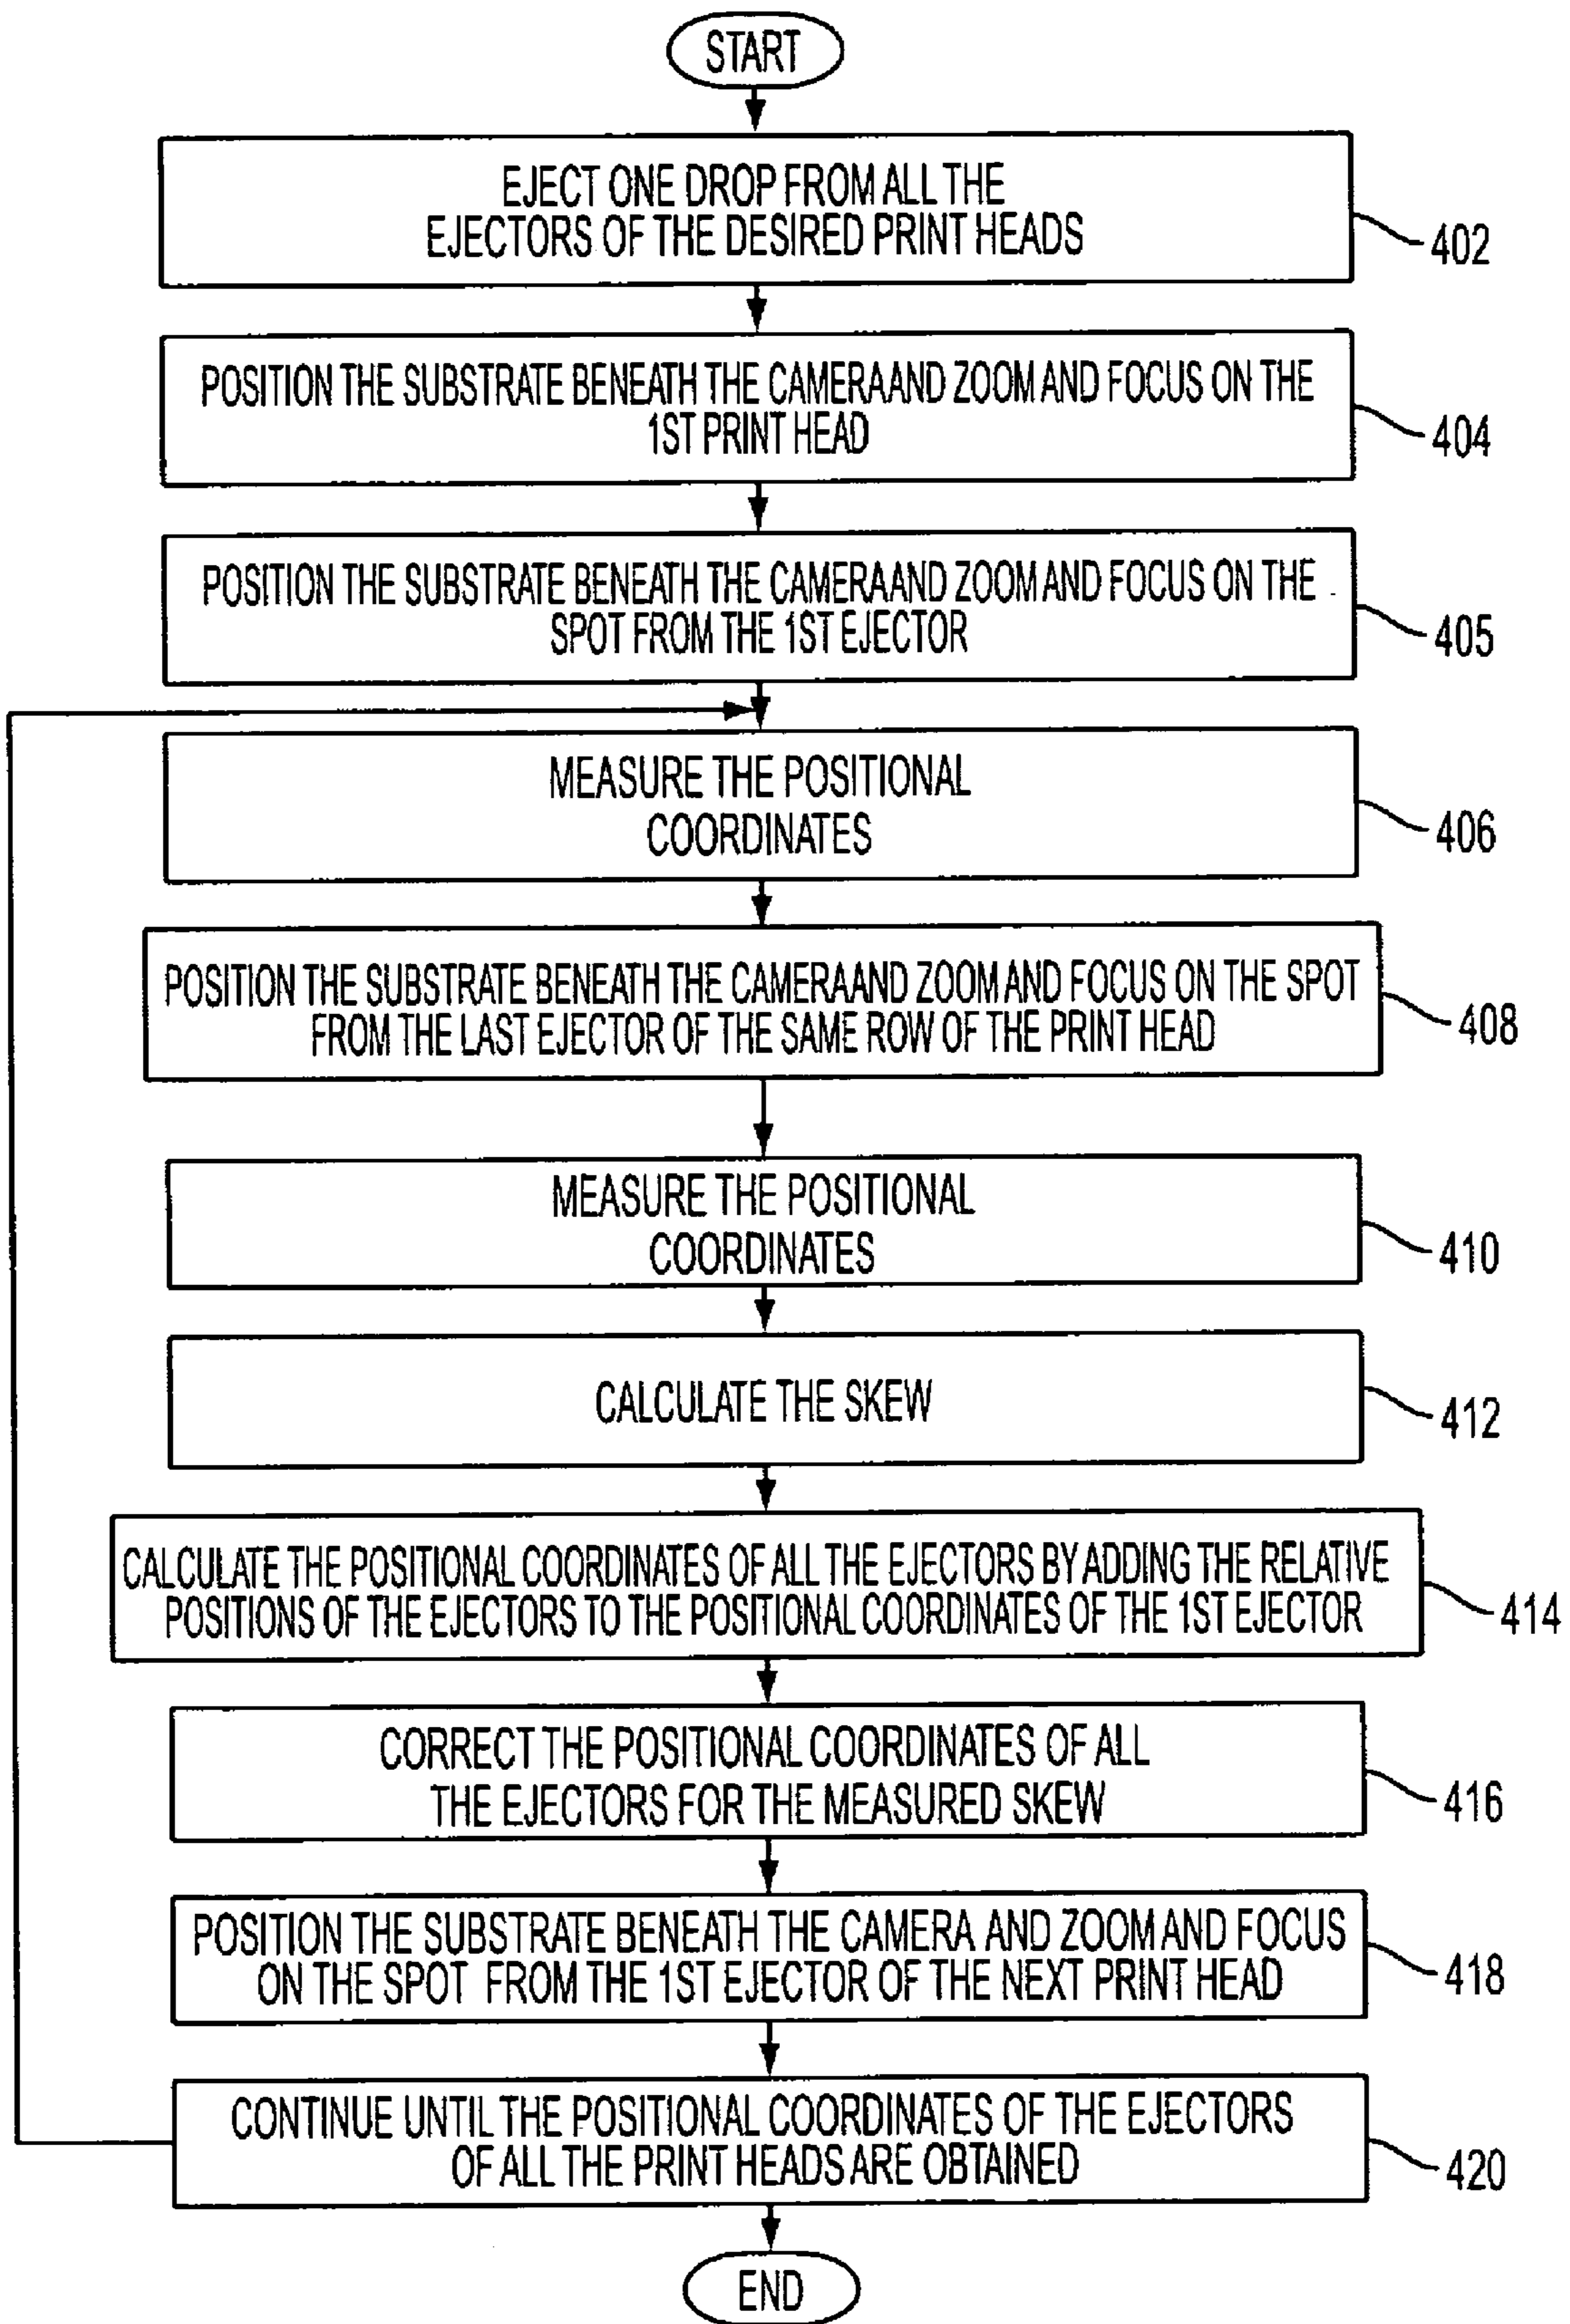 START
EJECT ONE DROP FROM ALL THE
EJECTORS OF THE DESIRED PRINT HEADS
402
POSITION THE SUBSTRATE BENEATH THE CAMERA AND ZOOM AND FOCUS ON THE
1ST PRINT HEAD
404
POSITION THE SUBSTRATE BENEATH THE CAMERA AND ZOOM AND FOCUS ON THE
SPOT FROM THE 1ST EJECTOR
405
MEASURE THE POSITIONAL
COORDINATES
406
POSITION THE SUBSTRATE BENEATH THE CAMERA AND ZOOM AND FOCUS ON THE SPOT
FROM THE LAST EJECTOR OF THE SAME ROW OF THE PRINT HEAD
408
MEASURE THE POSITIONAL
COORDINATES
410
CALCULATE THE SKEW
412
CALCULATE THE POSITIONAL COORDINATES OF ALL THE EJECTORS BY ADDING THE RELATIVE
POSITIONS OF THE EJECTORS TO THE POSITIONAL COORDINATES OF THE 1ST EJECTOR
414
CORRECT THE POSITIONAL COORDINATES OF ALL
THE EJECTORS FOR THE MEASURED SKEW
416
POSITION THE SUBSTRATE BENEATH THE CAMERA AND ZOOM AND FOCUS
ON THE SPOT FROM THE 1ST EJECTOR OF THE NEXT PRINT HEAD
418
CONTINUE UNTIL THE POSITIONAL COORDINATES OF THE EJECTORS
OF ALL THE PRINT HEADS ARE OBTAINED
420
END